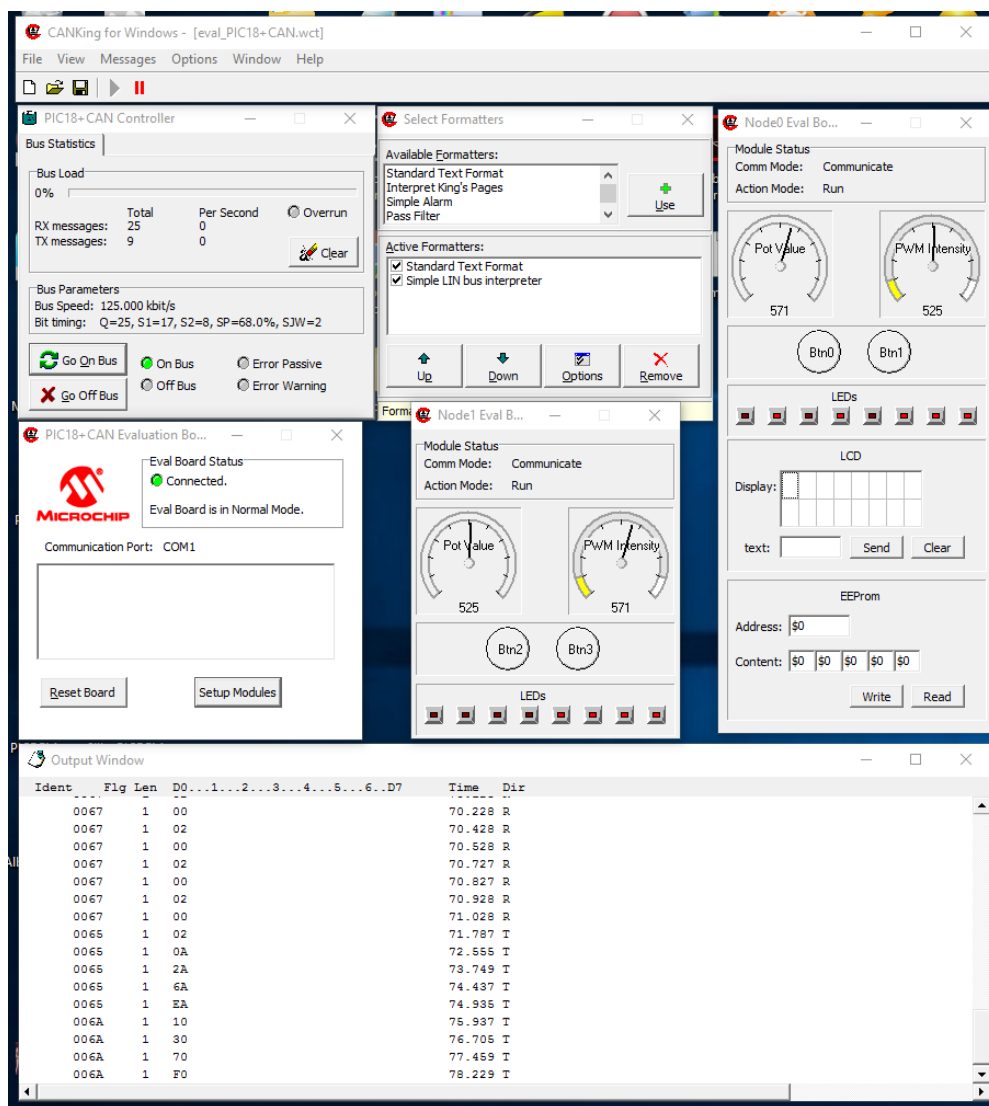 CANKing for Windows - [eval_PIC18+CAN.wct]
File View Messages Options Window Help
PIC18+CAN Controller
Bus Statistics
Bus Load
0%
Total Per Second Overrun
RX messages: 25 0
TX messages: 9 0
Clear
Bus Parameters
Bus Speed: 125.000 kbit/s
Bit timing: Q=25, S1=17, S2=8, SP=68.0%, SJW=2
Go On Bus
On Bus
Error Passive
Go Off Bus
Off Bus
Error Warning
Select Formatters
Available Formatters:
Standard Text Format
Interpret King's Pages
Simple Alarm
Pass Filter
Use
Active Formatters:
Standard Text Format
Simple LIN bus interpreter
Up Down Options Remove
Node0 Eval Bo...
Module Status
Comm Mode: Communicate
Action Mode: Run
Pot Value
PWM Intensity
571
525
Btn0
Btn1
LEDs
LCD
Display:
text:
Send
Clear
EEProm
Address: $0
Content: $0 $0 $0 $0 $0
Write
Read
PIC18+CAN Evaluation Bo...
MICROCHIP
Eval Board Status
Connected.
Eval Board is in Normal Mode.
Communication Port: COM1
Reset Board
Setup Modules
Node1 Eval B...
Module Status
Comm Mode: Communicate
Action Mode: Run
Pot Value
PWM Intensity
525
571
Btn2
Btn3
LEDs
Output Window
Ident Flg Len D0...1...2...3...4...5...6..D7 Time Dir
0067 1 00 70.228 R
0067 1 02 70.428 R
0067 1 00 70.528 R
0067 1 02 70.727 R
0067 1 00 70.827 R
0067 1 02 70.928 R
0067 1 00 71.028 R
0065 1 02 71.787 T
0065 1 0A 72.555 T
0065 1 2A 73.749 T
0065 1 6A 74.437 T
0065 1 EA 74.935 T
006A 1 10 75.937 T
006A 1 30 76.705 T
006A 1 70 77.459 T
006A 1 F0 78.229 T